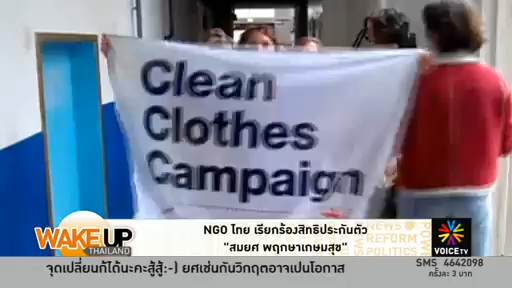 Clean
Clothes
Campaign
NGO ไทย เรียกร้องสิทธิประกันตัว
"สมยศ พฤกษาเกษมสุข"
WAKE UP
THAILAND
NEWS
REFORM
POLITICS
VOICE TV
SMS 4642098
ครั้งละ 3 บาท
จุดเปลี่ยนก็ได้นะคะสู้สู้:-) ยศเช่นกันวิกฤตอาจเปนโอกาส